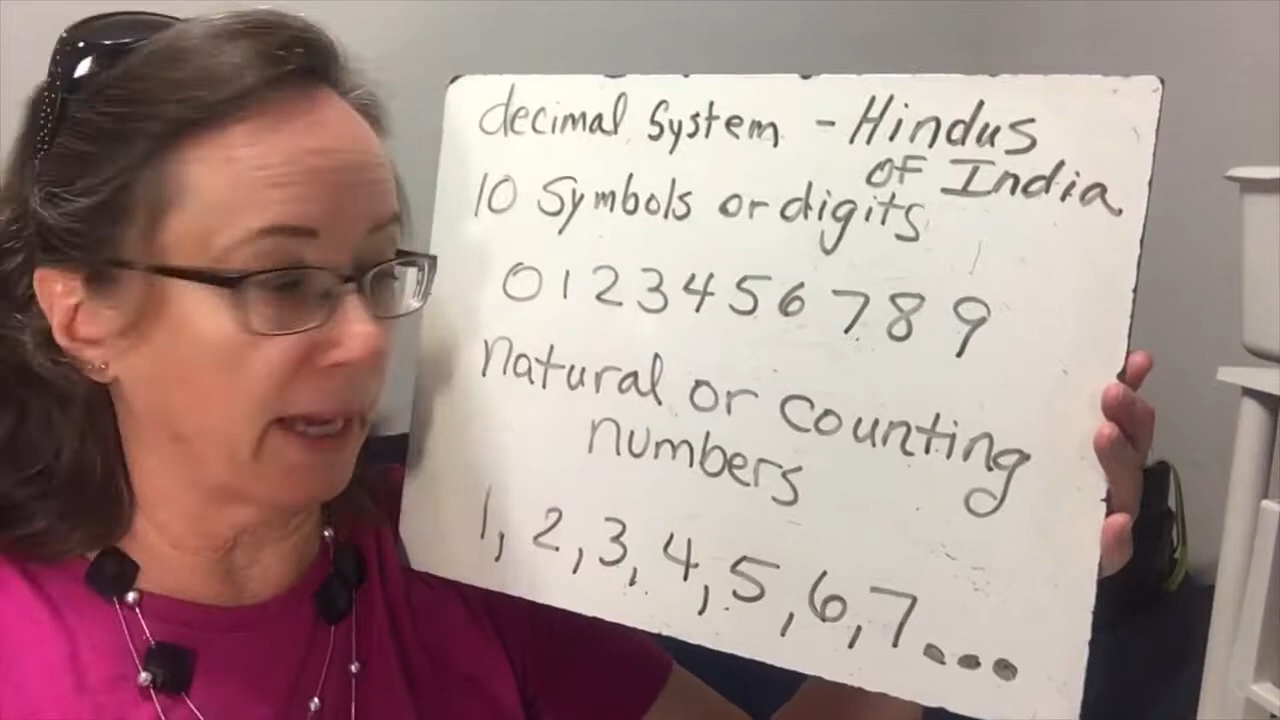 decimal System - Hindus
of India
10 Symbols or digits
0 1 2 3 4 5 6 7 8 9
natural or counting
numbers
1, 2, 3, 4, 5, 6, 7...